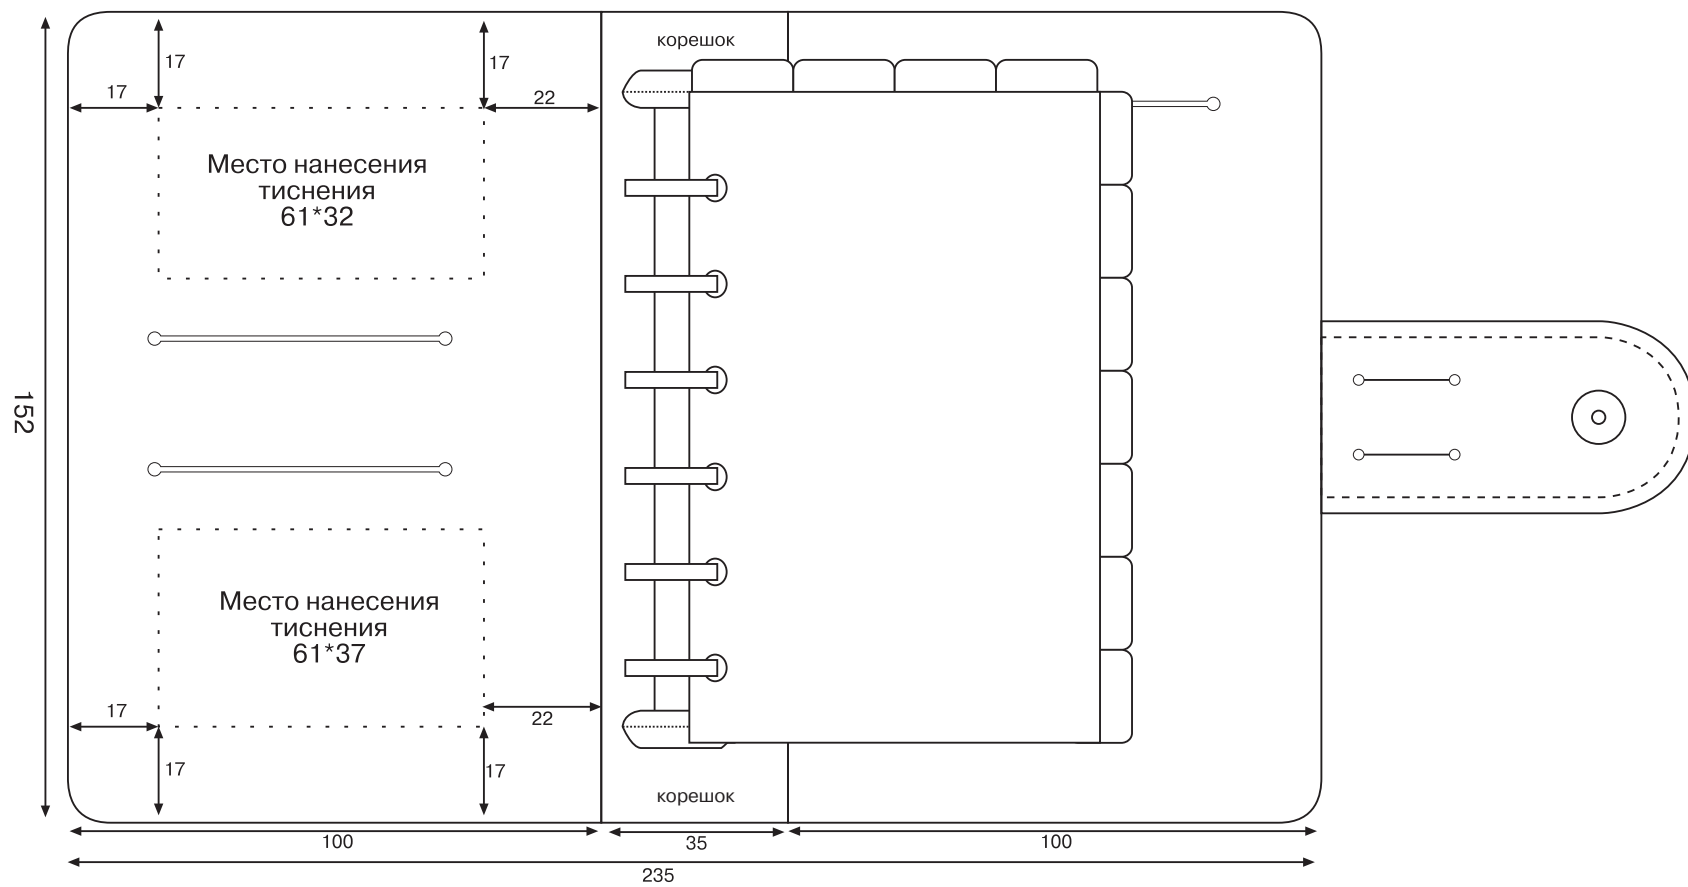 корешок
17
17
17
22
Место нанесения
тиснения
61*32
152
Место нанесения
тиснения
61*37
17
22
17
17
корешок
100
35
100
235